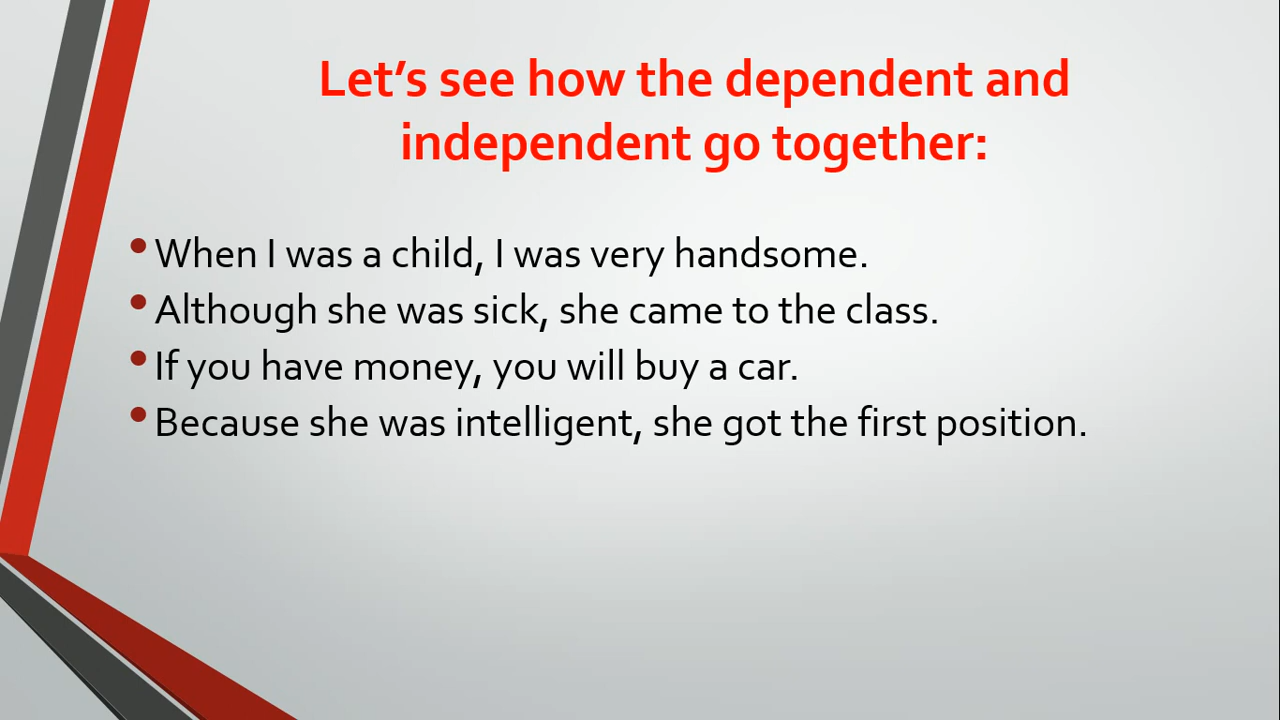 Let’s see how the dependent and
independent go together:
• When I was a child, I was very handsome.
• Although she was sick, she came to the class.
• If you have money, you will buy a car.
• Because she was intelligent, she got the first position.